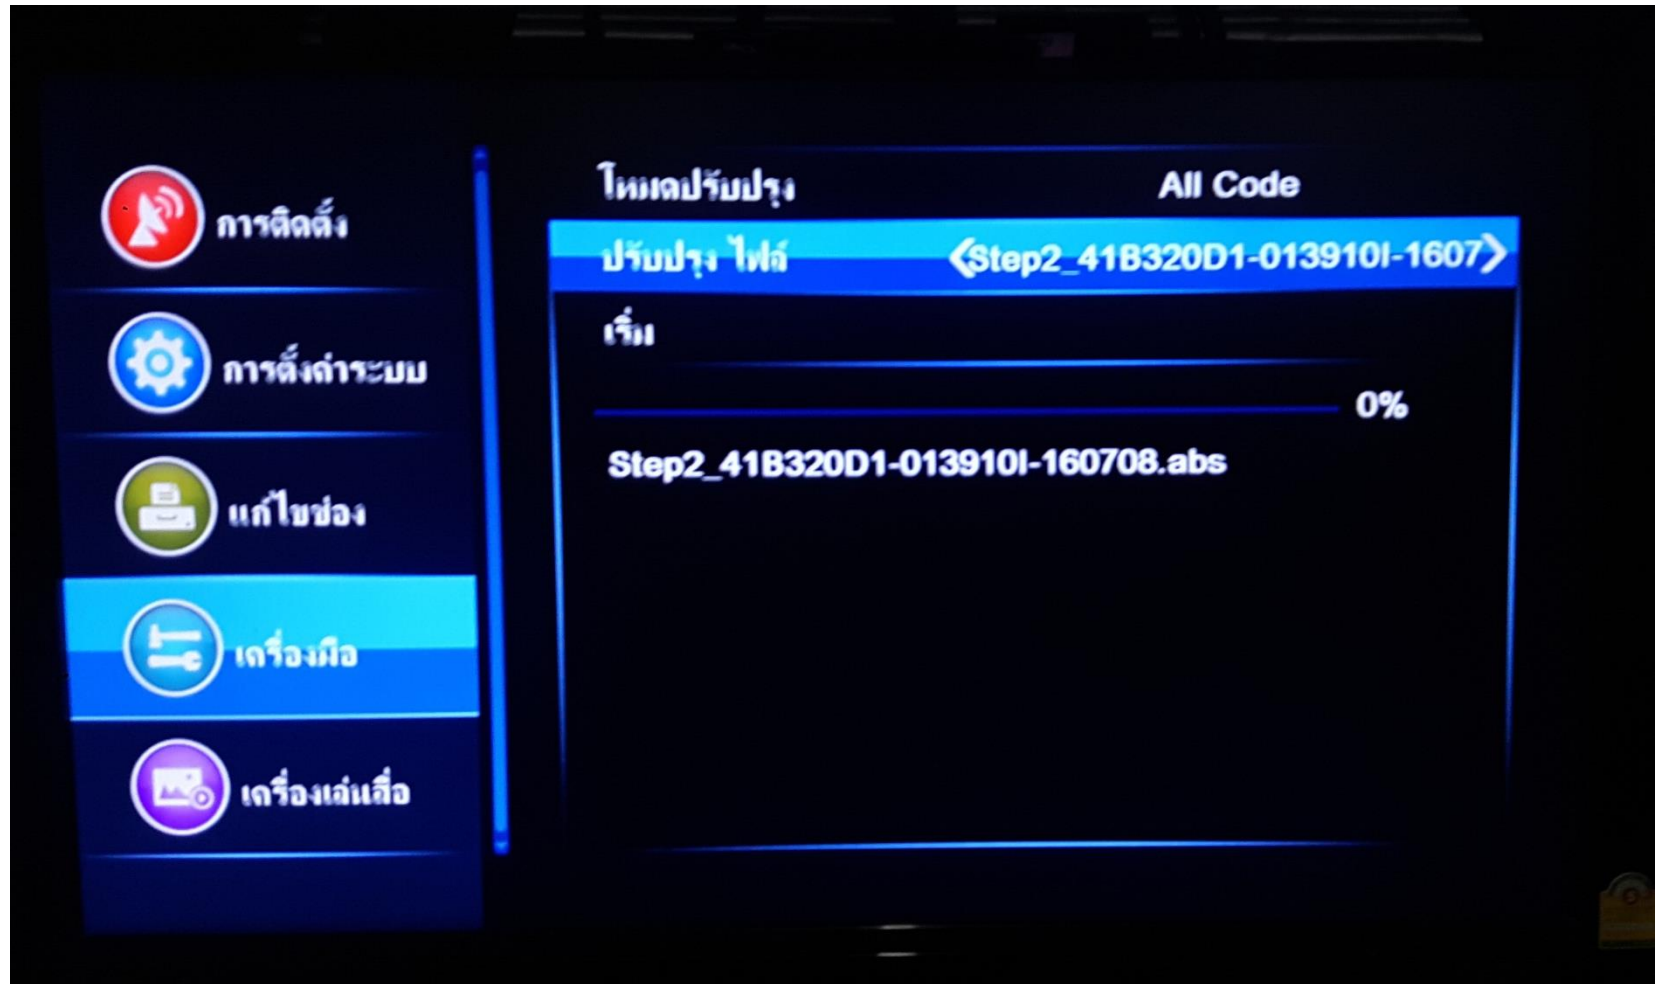 การติดตั้ง
การตั้งค่าระบบ
แก้ไขช่อง
เครื่องมือ
เครื่องเล่นสื่อ
โหมดปรับปรุง All Code
ปรับปรุง ไฟล์ Step2_41B320D1-013910I-1607
เริ่ม
0%
Step2_41B320D1-013910I-160708.abs